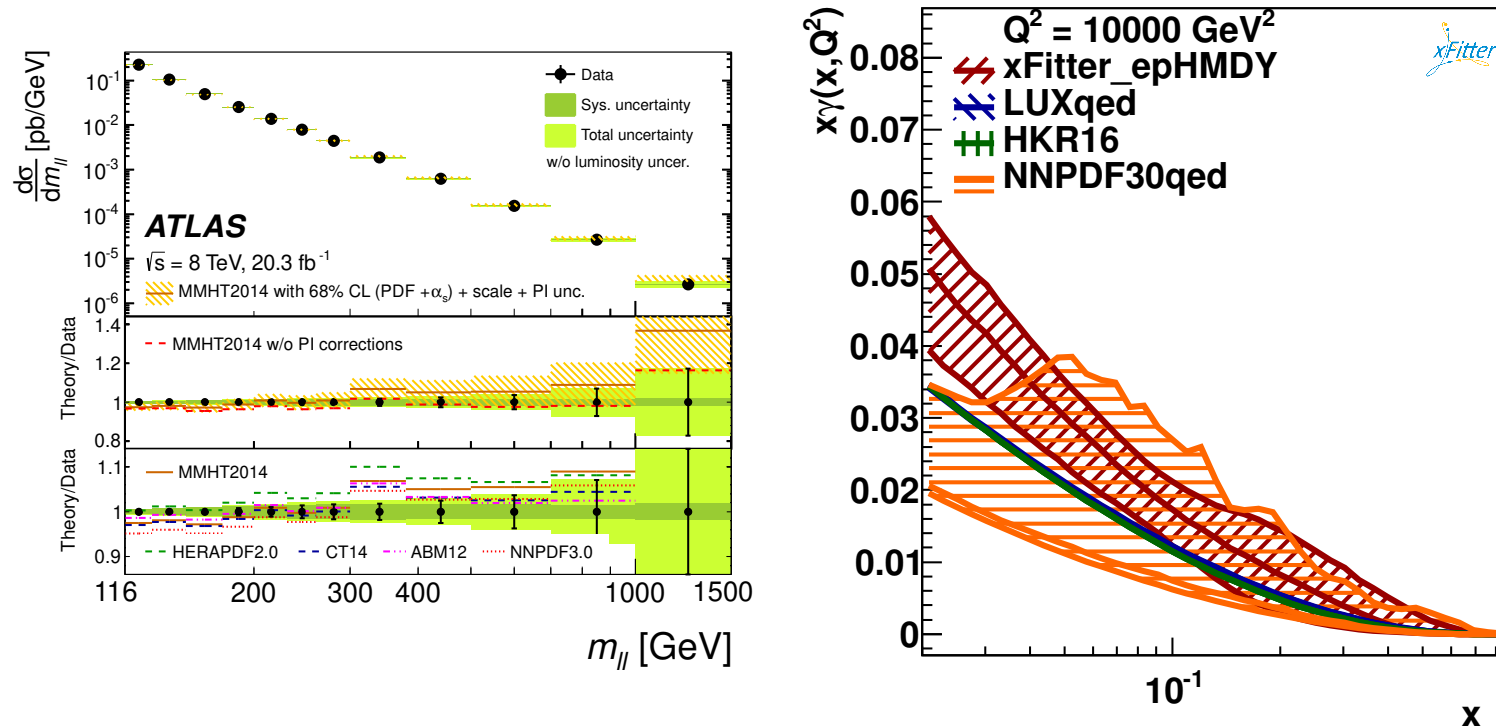 dσ/dm_ll [pb/GeV]
10^-1
10^-2
10^-3
10^-4
10^-5
10^-6
Data
Sys. uncertainty
Total uncertainty
w/o luminosity uncer.
ATLAS
√s = 8 TeV, 20.3 fb^-1
MMHT2014 with 68% CL (PDF +α_s) + scale + PI unc.
Theory/Data
1.4
1.2
1
0.8
MMHT2014 w/o PI corrections
Theory/Data
1.1
1
0.9
MMHT2014
HERAPDF2.0 CT14 ABM12 NNPDF3.0
116 200 300 400 1000 1500
m_ll [GeV]
xγ(x,Q²)
Q² = 10000 GeV²
xFitter_epHMDY
LUXqed
HKR16
NNPDF30qed
xFitter
0.08
0.07
0.06
0.05
0.04
0.03
0.02
0.01
0
10^-1
x